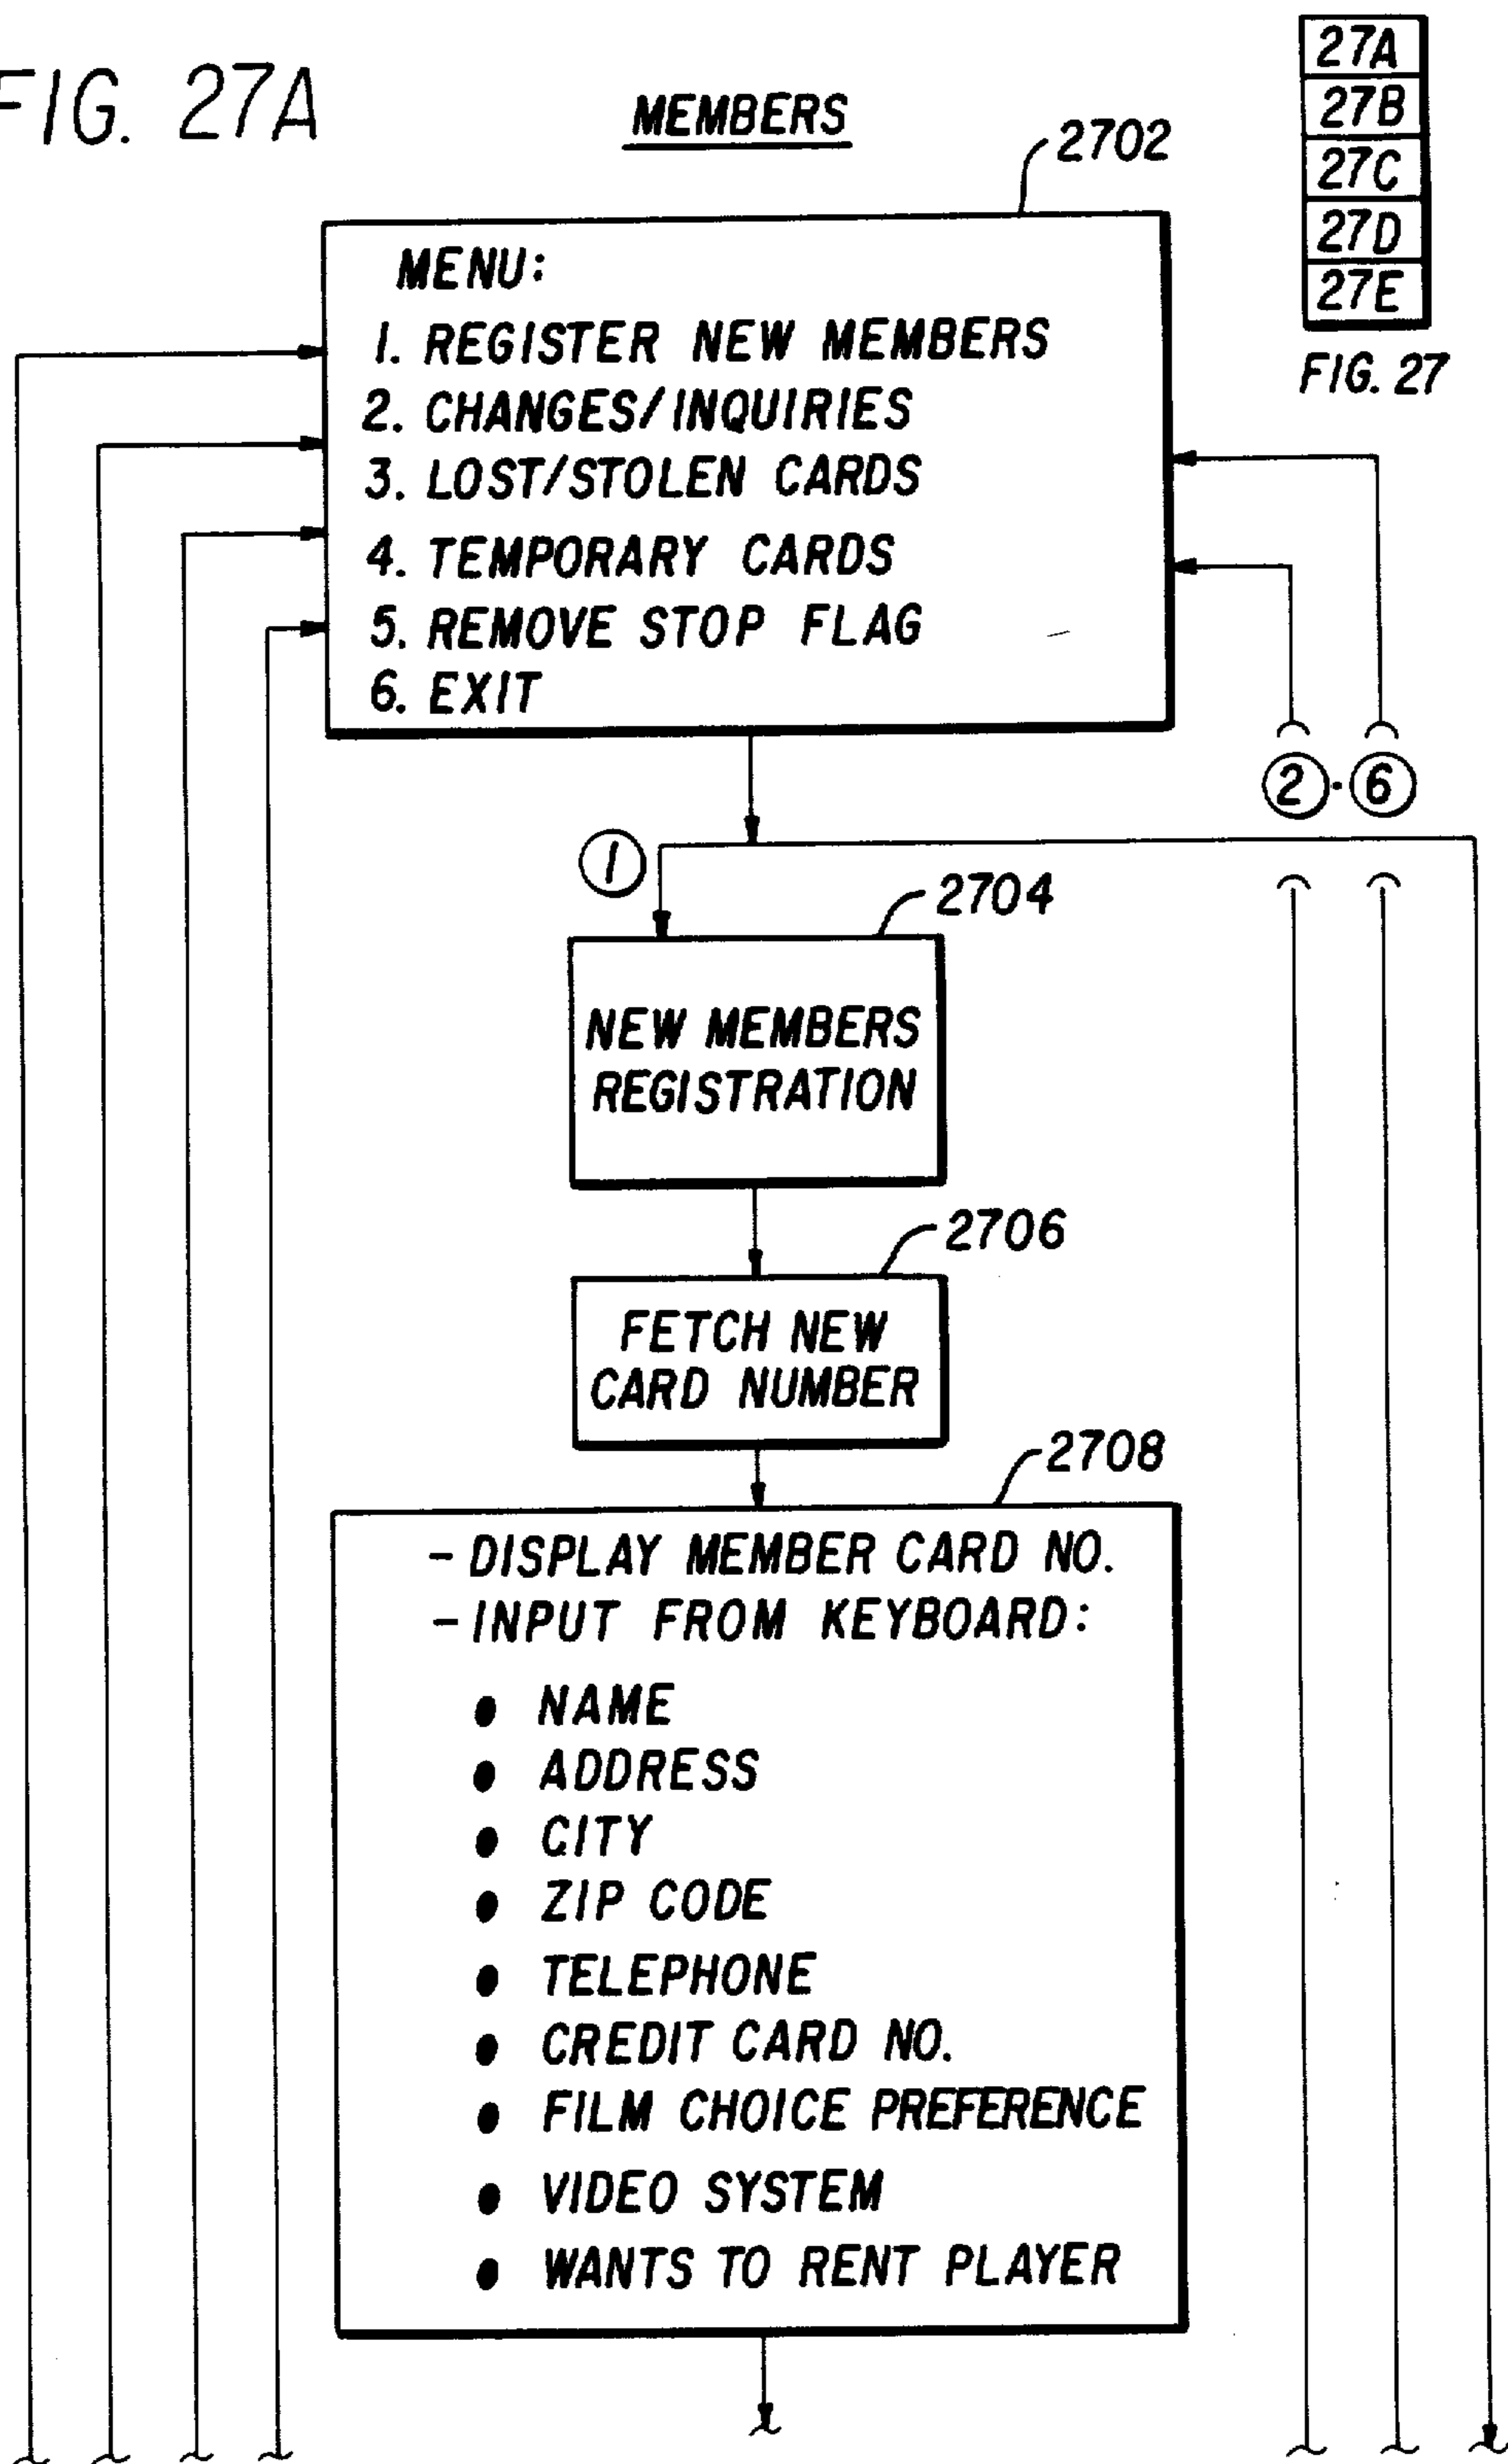 FIG. 27A
MEMBERS
2702
27A
27B
27C
27D
27E
FIG. 27
MENU:
1. REGISTER NEW MEMBERS
2. CHANGES/INQUIRIES
3. LOST/STOLEN CARDS
4. TEMPORARY CARDS
5. REMOVE STOP FLAG
6. EXIT
2 · 6
1
2704
NEW MEMBERS
REGISTRATION
2706
FETCH NEW
CARD NUMBER
2708
- DISPLAY MEMBER CARD NO.
- INPUT FROM KEYBOARD:
• NAME
• ADDRESS
• CITY
• ZIP CODE
• TELEPHONE
• CREDIT CARD NO.
• FILM CHOICE PREFERENCE
• VIDEO SYSTEM
• WANTS TO RENT PLAYER